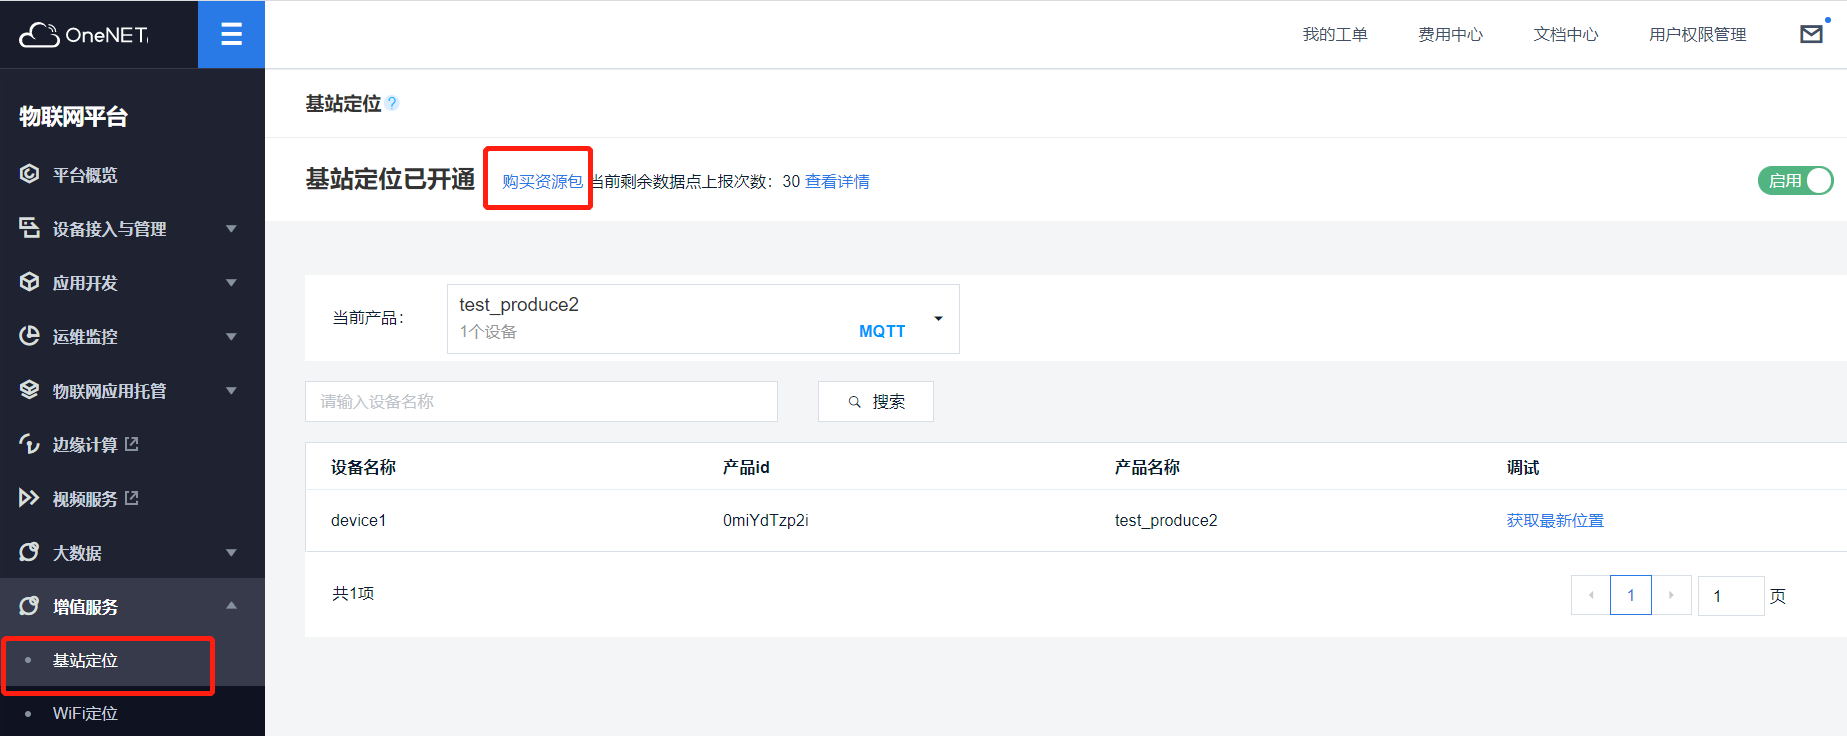 OneNET
我的工单 费用中心 文档中心 用户权限管理
物联网平台
平台概览
设备接入与管理
应用开发
运维监控
物联网应用托管
边缘计算
视频服务
大数据
增值服务
基站定位
WiFi定位
基站定位 ?
基站定位已开通 购买资源包 当前剩余数据点上报次数：30 查看详情 启用
当前产品： test_produce2
1个设备 MQTT
请输入设备名称 搜索
设备名称 产品id 产品名称 调试
device1 0miYdTzp2i test_produce2 获取最新位置
共1项 1 1 页